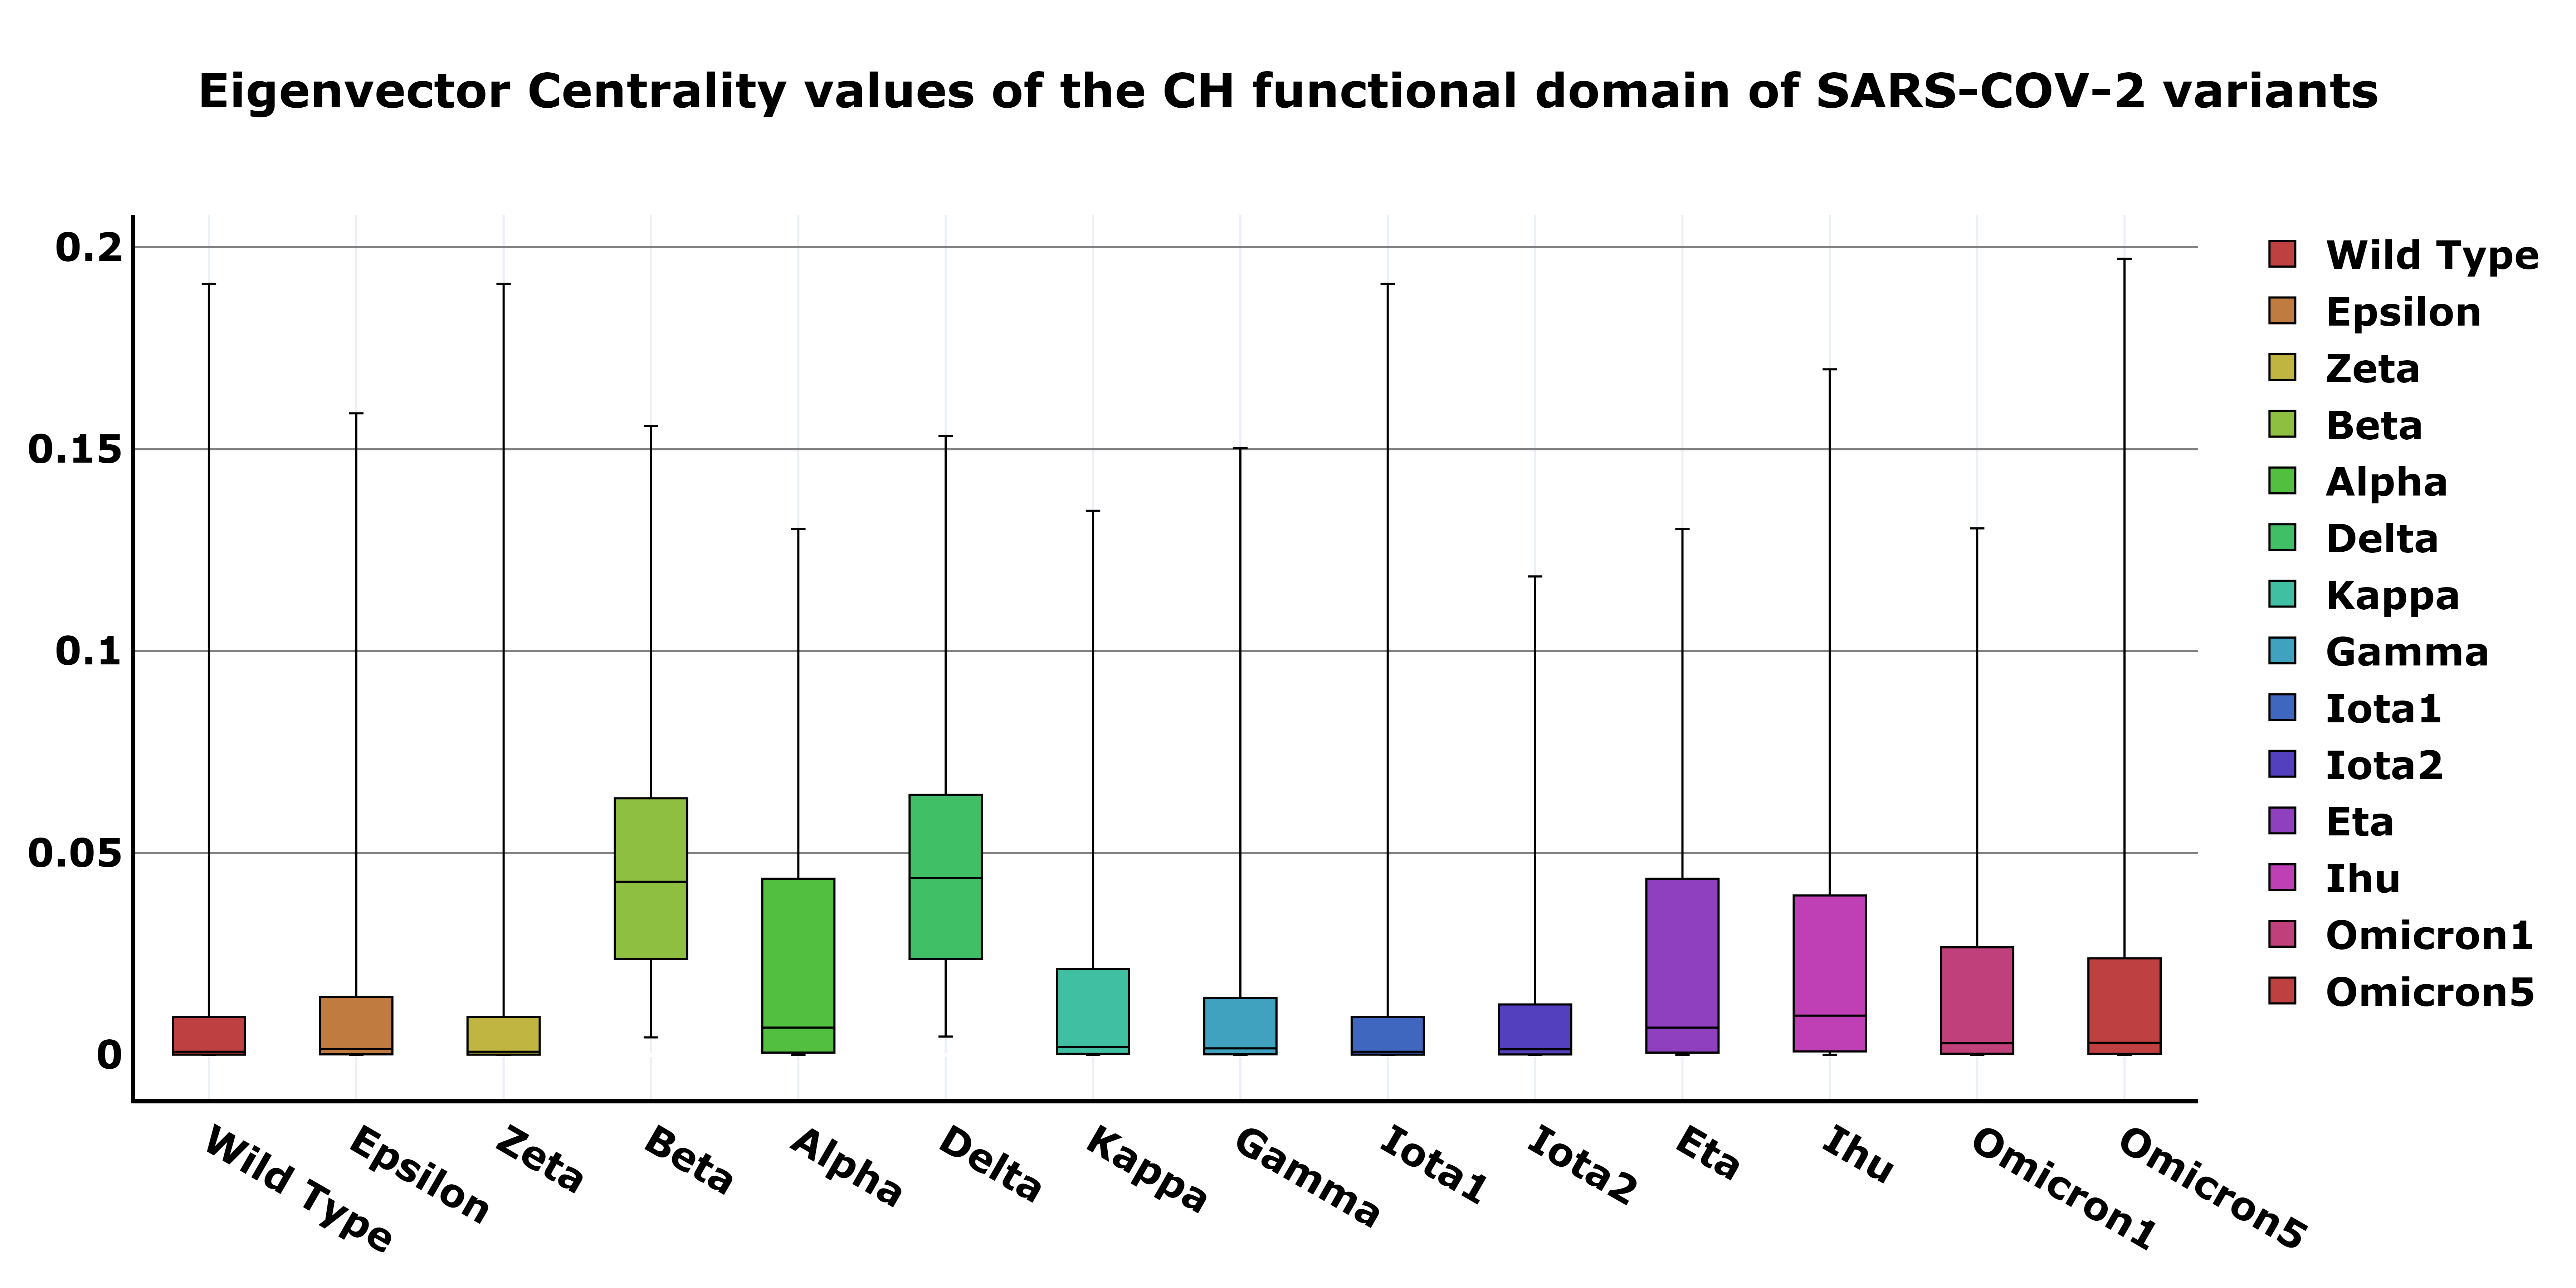 Eigenvector Centrality values of the CH functional domain of SARS-COV-2 variants
0.2
0.15
0.1
0.05
0
Wild Type
Epsilon
Zeta
Beta
Alpha
Delta
Kappa
Gamma
Iota1
Iota2
Eta
Ihu
Omicron1
Omicron5
Wild Type
Epsilon
Zeta
Beta
Alpha
Delta
Kappa
Gamma
Iota1
Iota2
Eta
Ihu
Omicron1
Omicron5